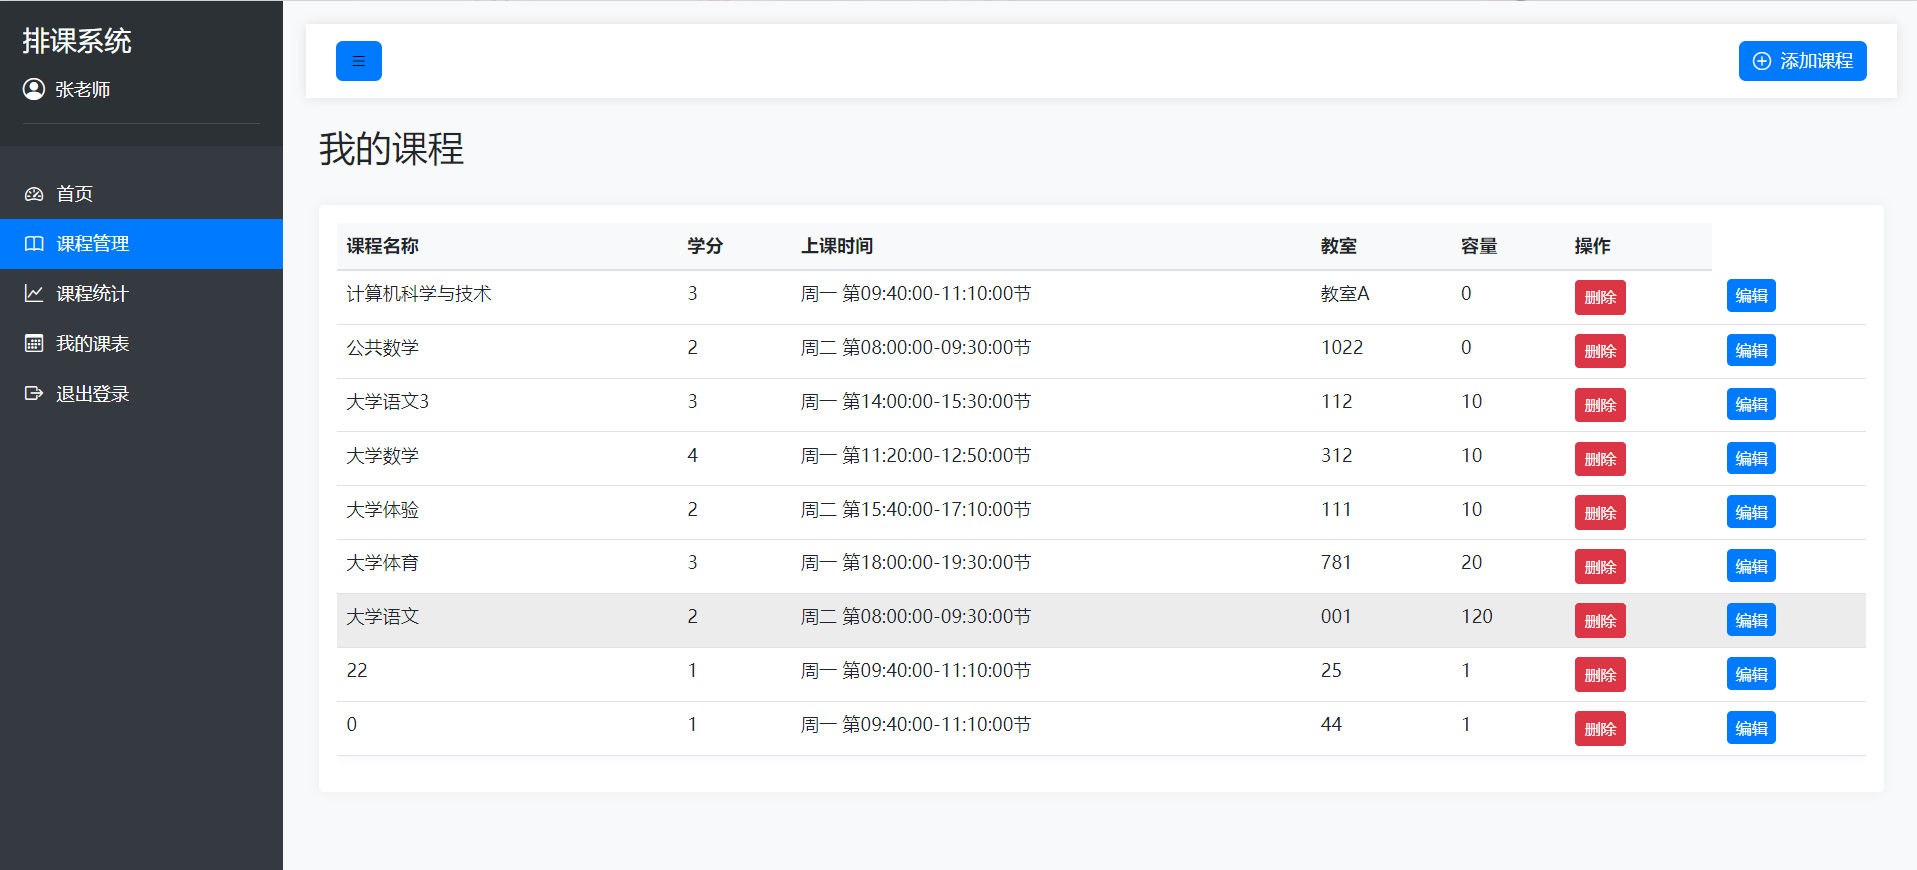 排课系统
张老师
首页
课程管理
课程统计
我的课表
退出登录
添加课程
我的课程
课程名称 学分 上课时间 教室 容量 操作
计算机科学与技术 3 周一 第09:40:00-11:10:00节 教室A 0 删除 编辑
公共数学 2 周二 第08:00:00-09:30:00节 1022 0 删除 编辑
大学语文3 3 周一 第14:00:00-15:30:00节 112 10 删除 编辑
大学数学 4 周一 第11:20:00-12:50:00节 312 10 删除 编辑
大学体验 2 周二 第15:40:00-17:10:00节 111 10 删除 编辑
大学体育 3 周一 第18:00:00-19:30:00节 781 20 删除 编辑
大学语文 2 周二 第08:00:00-09:30:00节 001 120 删除 编辑
22 1 周一 第09:40:00-11:10:00节 25 1 删除 编辑
0 1 周一 第09:40:00-11:10:00节 44 1 删除 编辑